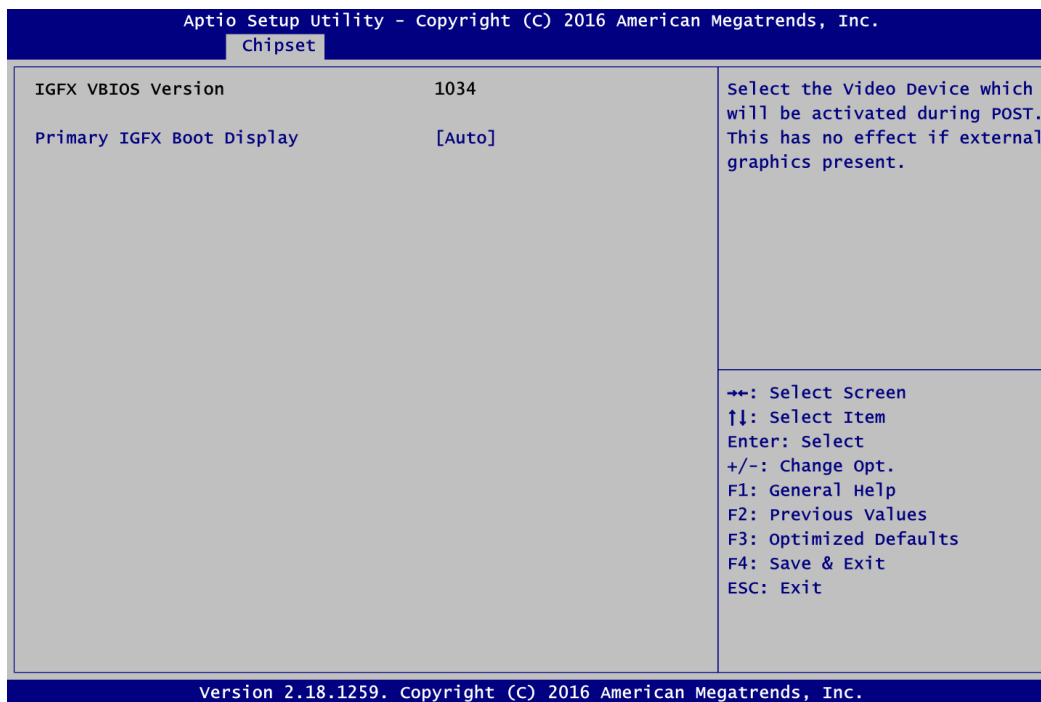 Aptio Setup Utility - Copyright (C) 2016 American Megatrends, Inc.
Chipset
IGFX VBIOS Version 1034
Primary IGFX Boot Display [Auto]
Select the Video Device which
will be activated during POST.
This has no effect if external
graphics present.
→←: Select Screen
↑↓: Select Item
Enter: Select
+/-: Change Opt.
F1: General Help
F2: Previous Values
F3: Optimized Defaults
F4: Save & Exit
ESC: Exit
Version 2.18.1259. Copyright (C) 2016 American Megatrends, Inc.